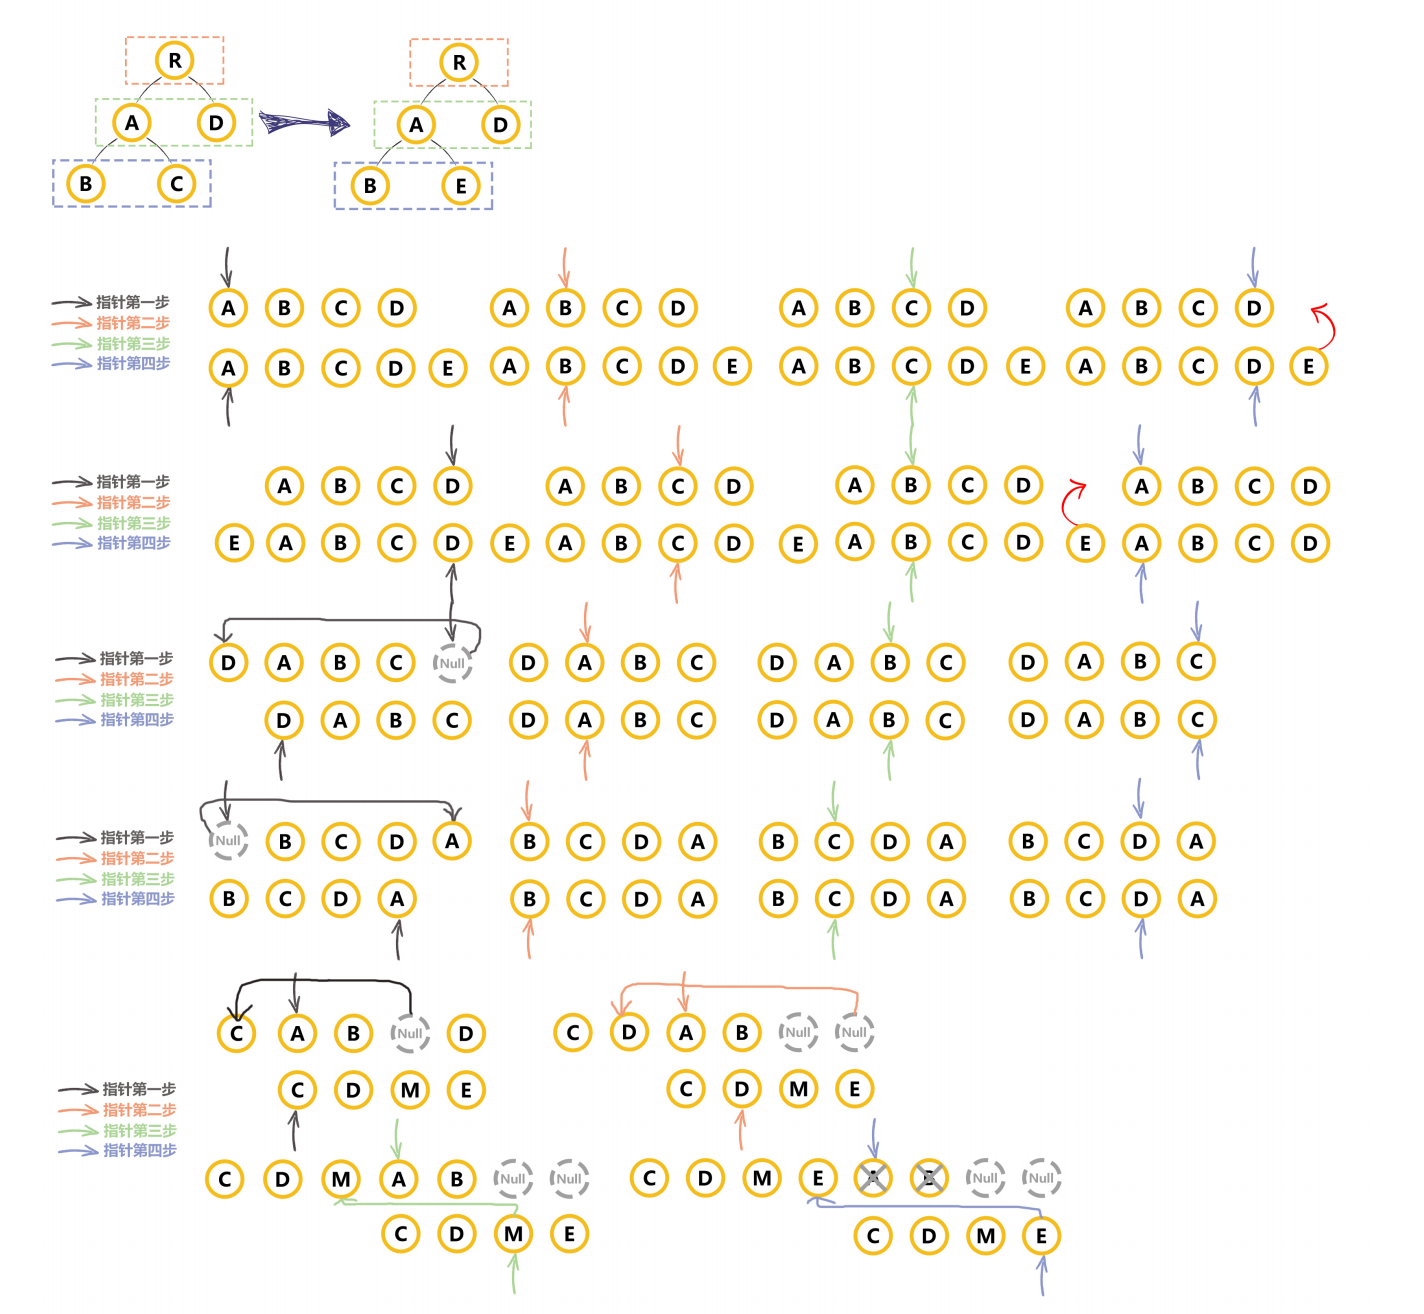 R R
A D A D
B C B E
指针第一步 A B C D A B C D A B C D A B C D
指针第二步
指针第三步
指针第四步 A B C D E A B C D E A B C D E A B C D E
指针第一步 A B C D A B C D A B C D A B C D
指针第二步
指针第三步
指针第四步 E A B C D E A B C D E A B C D E A B C D
指针第一步 D A B C Null D A B C D A B C D A B C
指针第二步
指针第三步
指针第四步 D A B C D A B C D A B C D A B C
指针第一步 Null B C D A B C D A B C D A B C D A
指针第二步
指针第三步
指针第四步 B C D A B C D A B C D A B C D A
C A B Null D C D A B Null Null
指针第一步 C D M E C D M E
指针第二步
指针第三步
指针第四步
C D M A B Null Null C D M E A B Null Null
C D M E C D M E